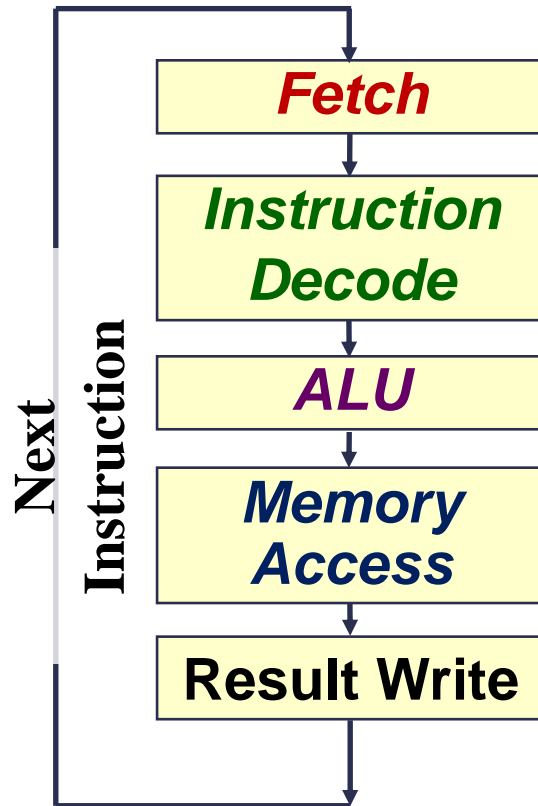 Fetch
Instruction
Decode
ALU
Memory
Access
Result Write
Next
Instruction